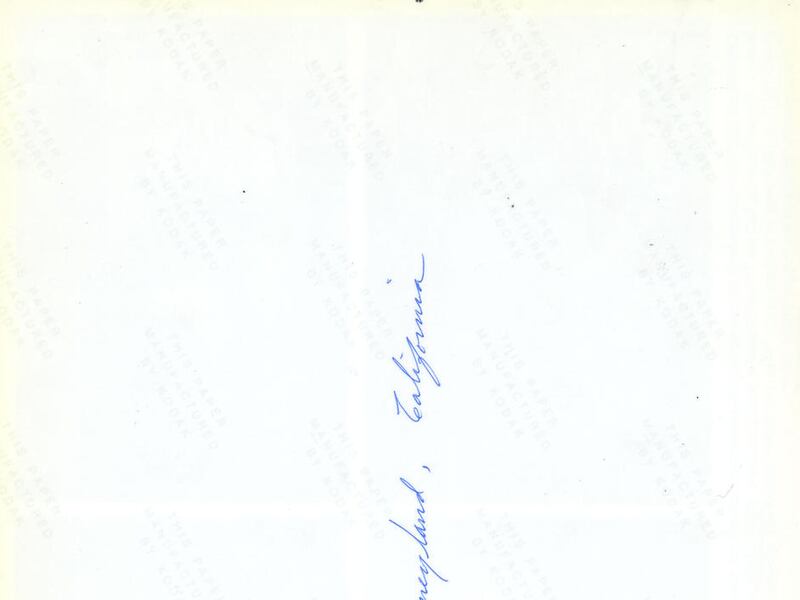 neyland, California
THIS PAPER
MANUFACTURED
BY KODAK